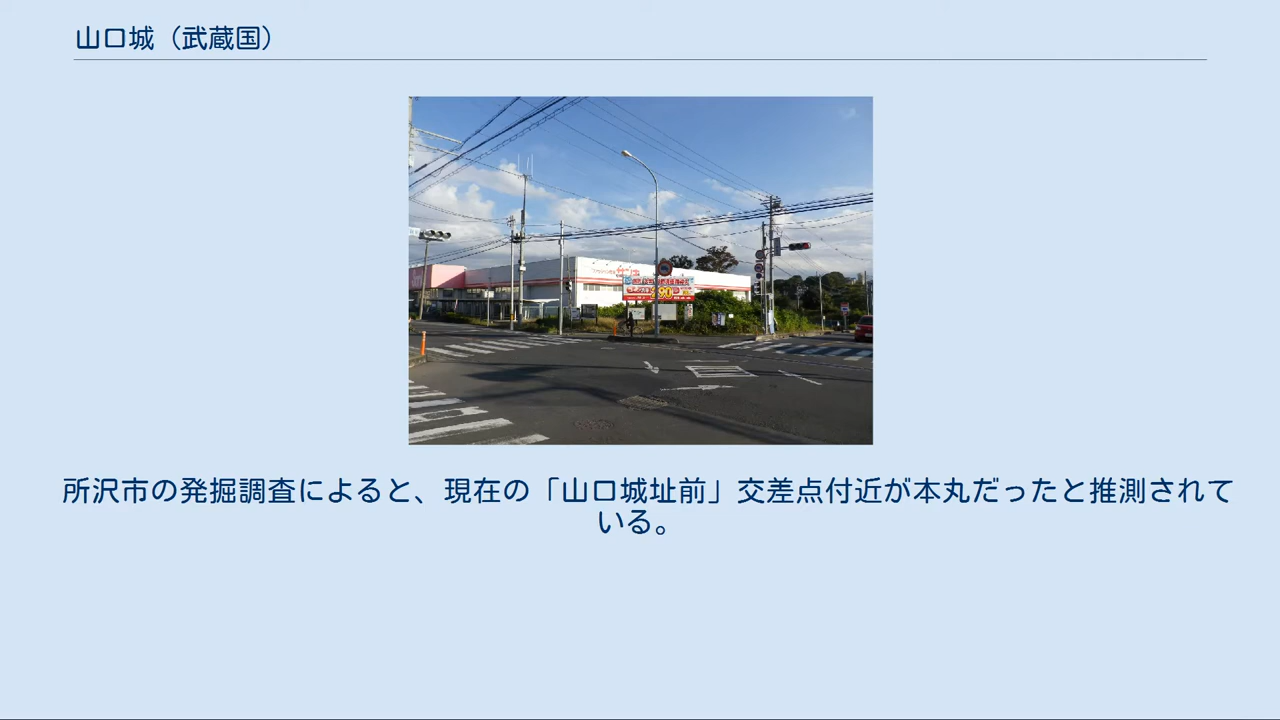 山口城（武蔵国）
所沢市の発掘調査によると、現在の「山口城址前」交差点付近が本丸だったと推測されて
いる。